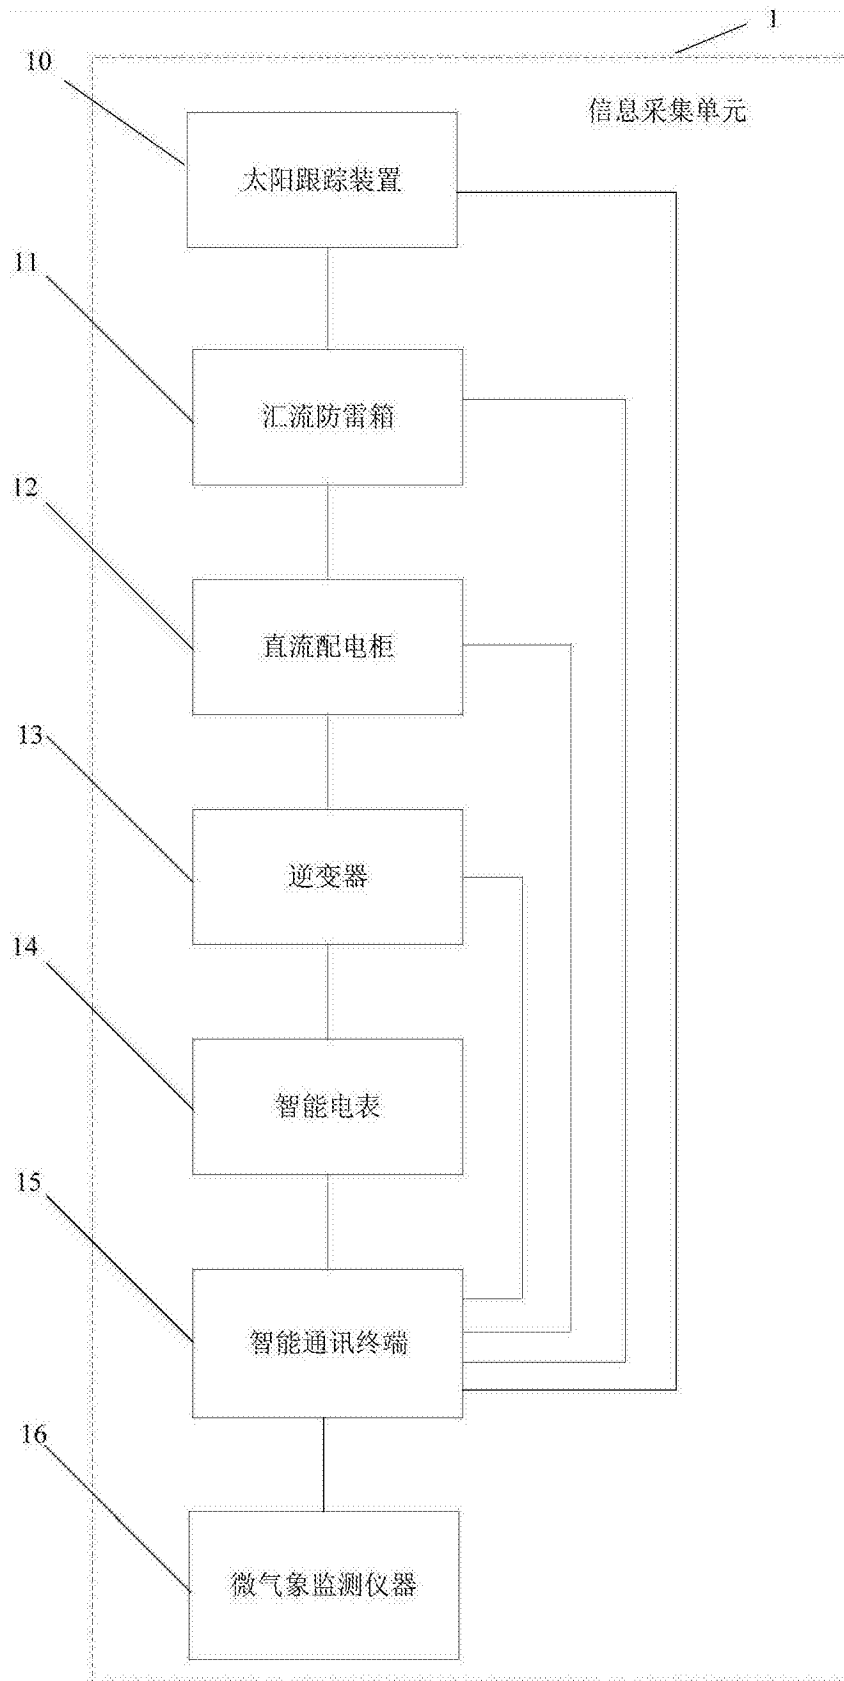 1
信息采集单元
10
太阳跟踪装置
11
汇流防雷箱
12
直流配电柜
13
逆变器
14
智能电表
15
智能通讯终端
16
微气象监测仪器